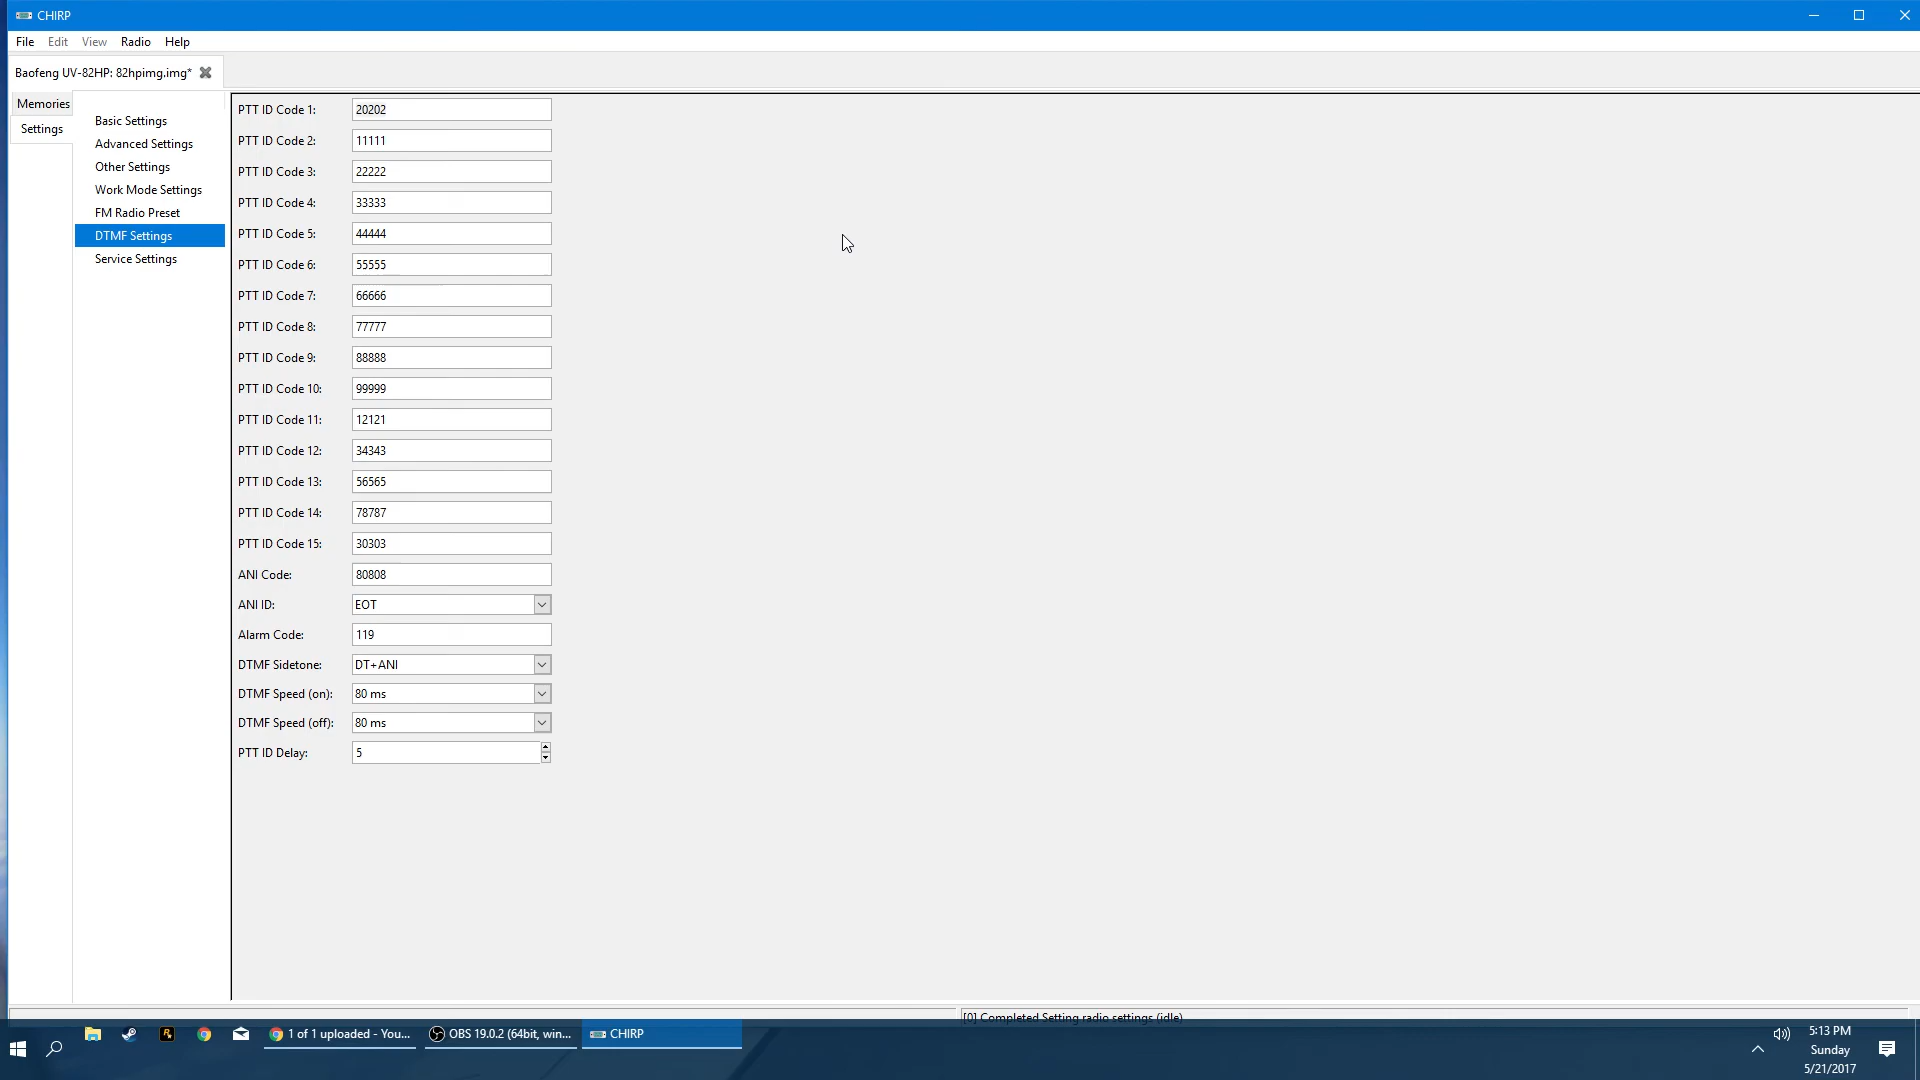 CHIRP
File Edit View Radio Help
Baofeng UV-82HP: 82hpimg.img*
Memories
Settings
Basic Settings
Advanced Settings
Other Settings
Work Mode Settings
FM Radio Preset
DTMF Settings
Service Settings
PTT ID Code 1: 20202
PTT ID Code 2: 11111
PTT ID Code 3: 22222
PTT ID Code 4: 33333
PTT ID Code 5: 44444
PTT ID Code 6: 55555
PTT ID Code 7: 66666
PTT ID Code 8: 77777
PTT ID Code 9: 88888
PTT ID Code 10: 99999
PTT ID Code 11: 12121
PTT ID Code 12: 34343
PTT ID Code 13: 56565
PTT ID Code 14: 78787
PTT ID Code 15: 30303
ANI Code: 80808
ANI ID: EOT
Alarm Code: 119
DTMF Sidetone: DT+ANI
DTMF Speed (on): 80 ms
DTMF Speed (off): 80 ms
PTT ID Delay: 5
[0] Completed Setting radio settings (idle)
1 of 1 uploaded - You...
OBS 19.0.2 (64bit, win...
CHIRP
5:13 PM
Sunday
5/21/2017